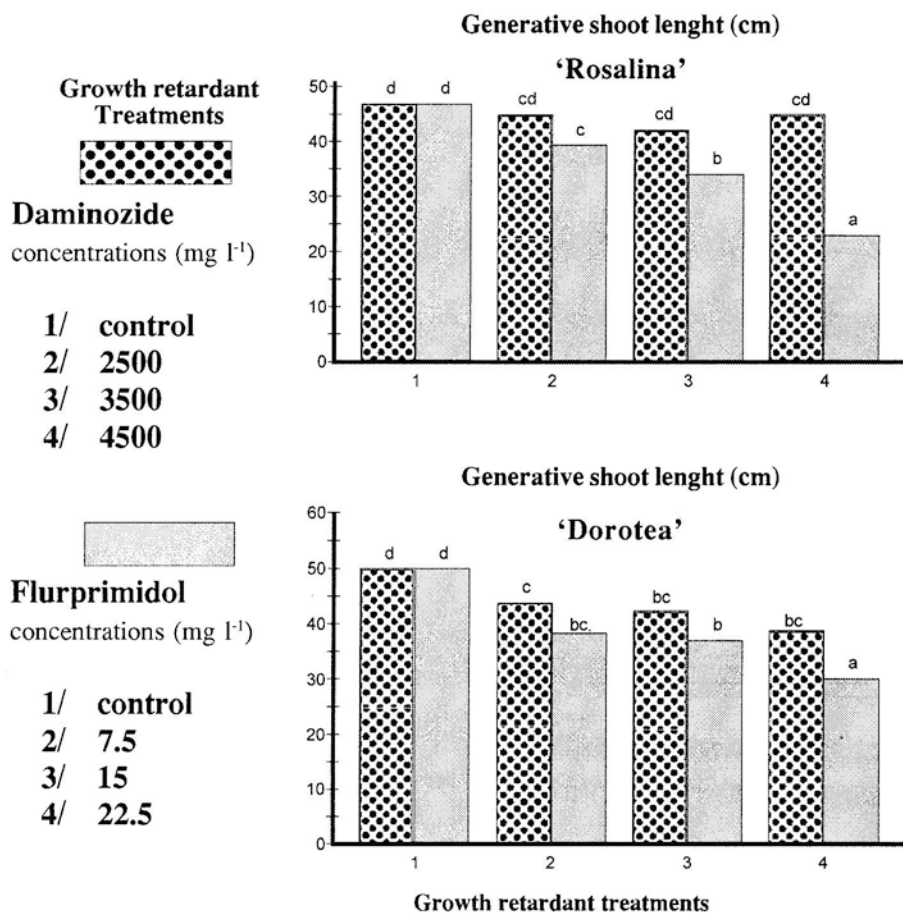 Growth retardant
Treatments
Daminozide
concentrations (mg l⁻¹)
1/ control
2/ 2500
3/ 3500
4/ 4500
Flurprimidol
concentrations (mg l⁻¹)
1/ control
2/ 7.5
3/ 15
4/ 22.5
Generative shoot lenght (cm)
‘Rosalina’
50
40
30
20
10
0
d d cd c cd b cd a
1 2 3 4
Generative shoot lenght (cm)
‘Dorotea’
60
50
40
30
20
10
0
d d c bc. bc b bc a
1 2 3 4
Growth retardant treatments